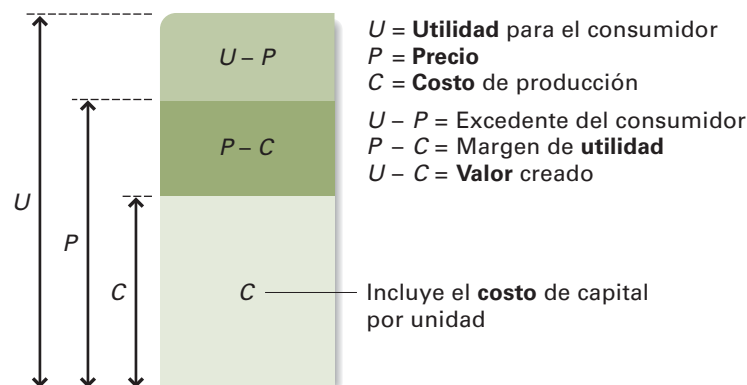 U – P
P – C
C
U
P
C
U = Utilidad para el consumidor
P = Precio
C = Costo de producción
U – P = Excedente del consumidor
P – C = Margen de utilidad
U – C = Valor creado
Incluye el costo de capital
por unidad